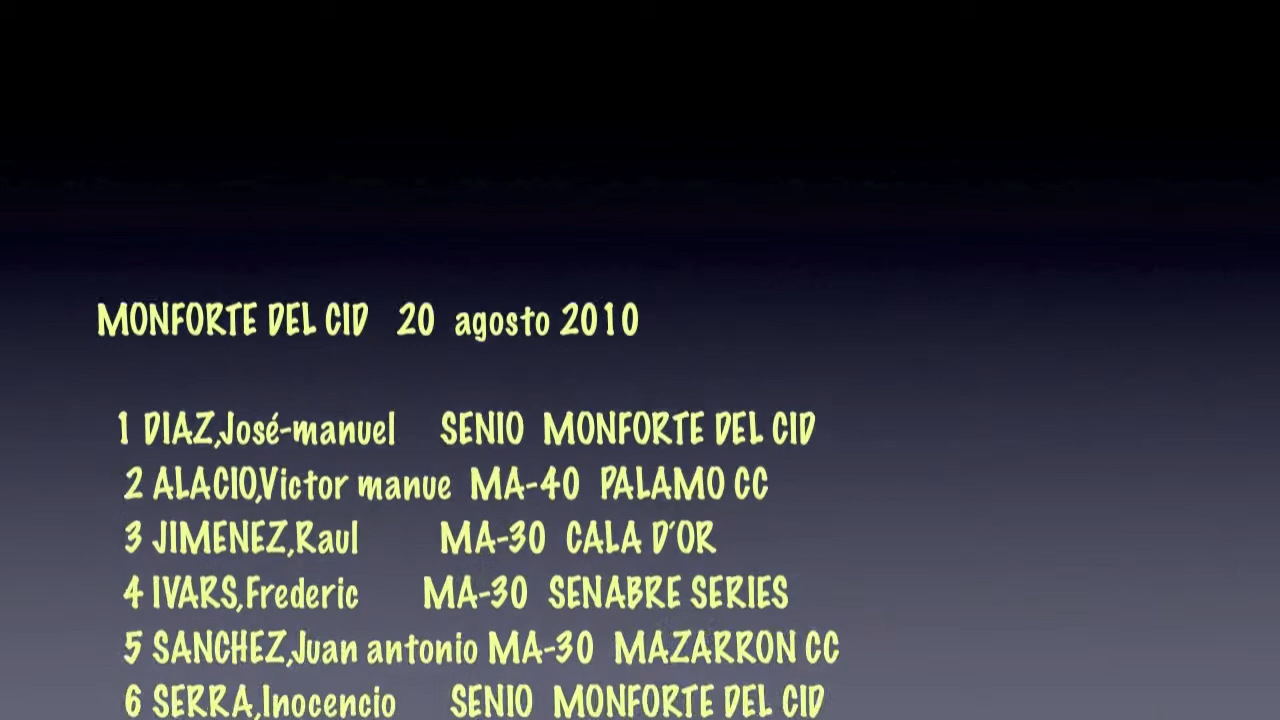 MONFORTE DEL CID 20 agosto 2010
1 DIAZ,José-manuel SENIO MONFORTE DEL CID
2 ALACIO,Victor manue MA-40 PALAMO CC
3 JIMENEZ,Raul MA-30 CALA D´OR
4 IVARS,Frederic MA-30 SENABRE SERIES
5 SANCHEZ,Juan antonio MA-30 MAZARRON CC
6 SERRA,Inocencio SENIO MONFORTE DEL CID